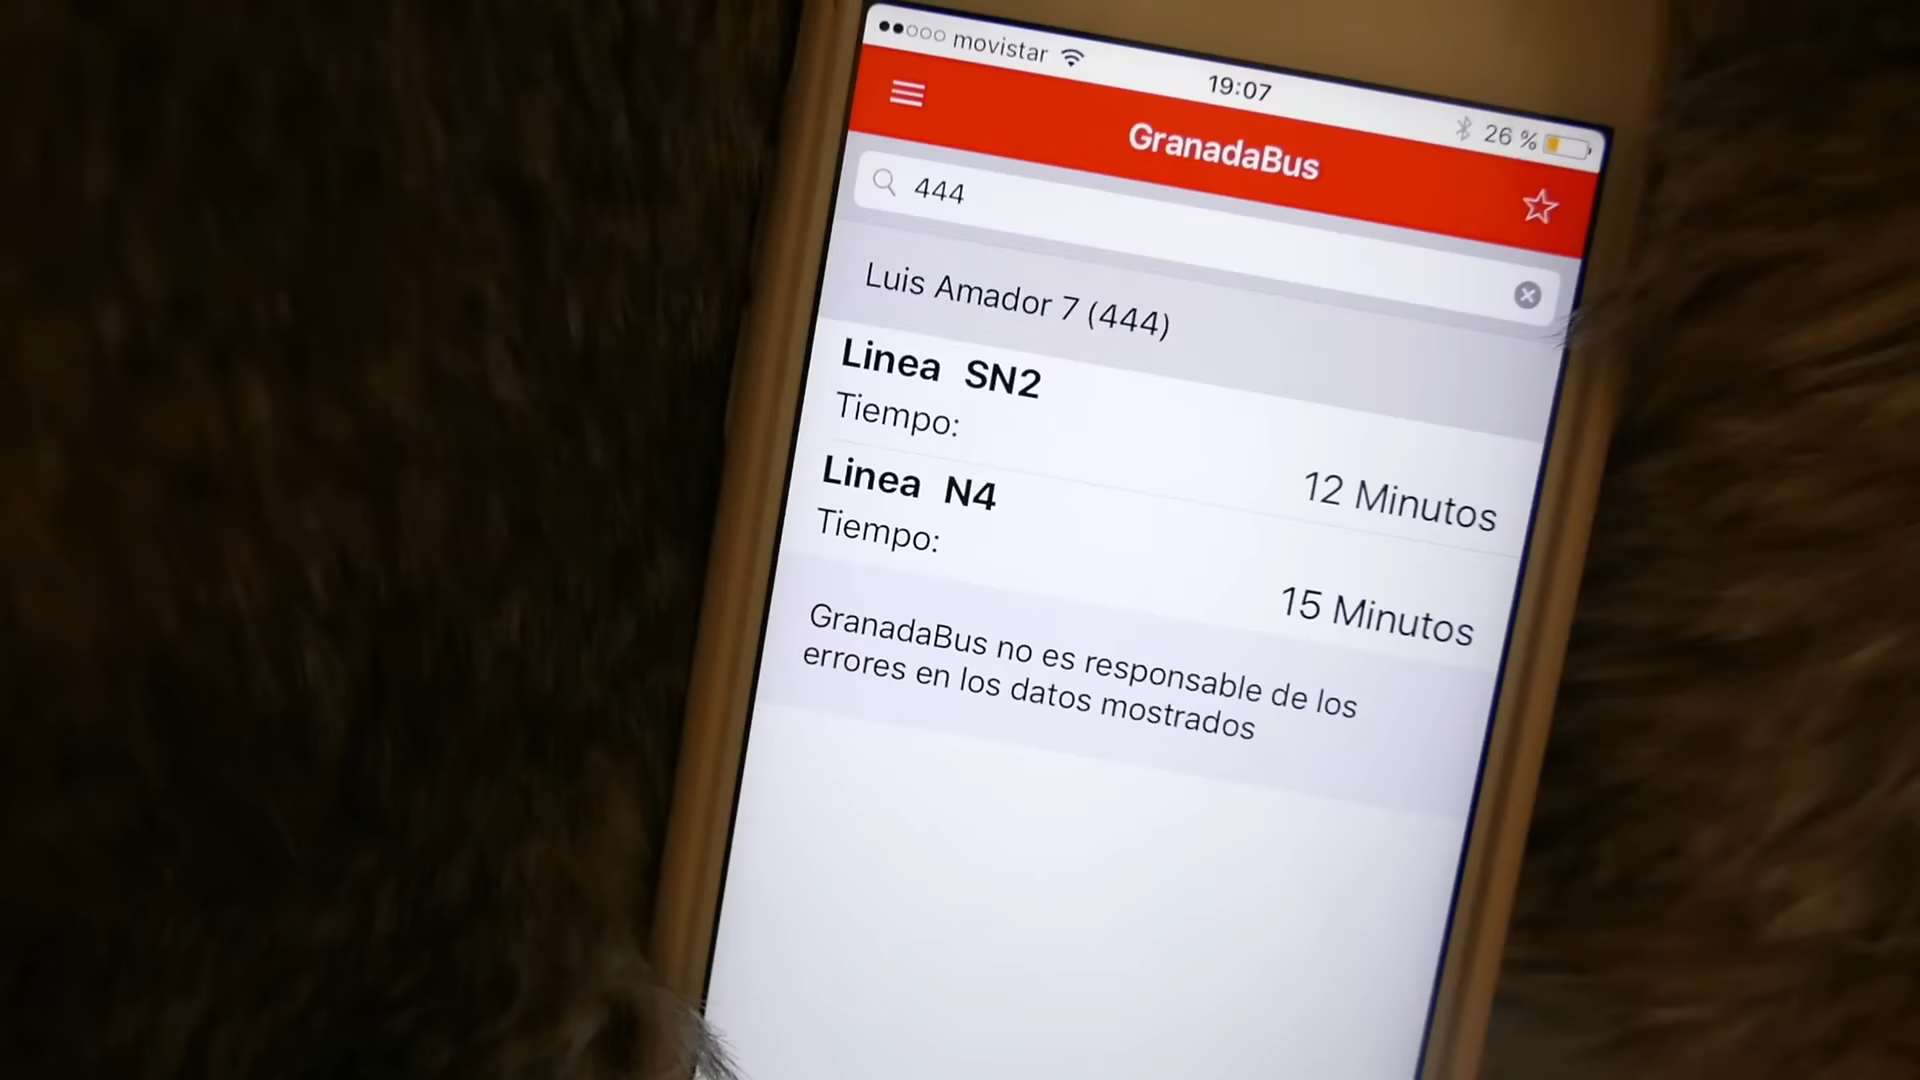 movistar 19:07 26 %
GranadaBus
444
Luis Amador 7 (444)
Linea SN2
Tiempo:
12 Minutos
Linea N4
Tiempo:
15 Minutos
GranadaBus no es responsable de los
errores en los datos mostrados